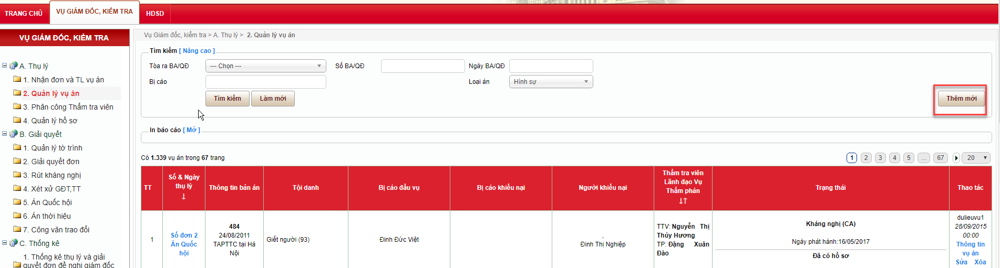 TRANG CHỦ
VỤ GIÁM ĐỐC, KIỂM TRA
HDSD
VỤ GIÁM ĐỐC, KIỂM TRA
A. Thụ lý
1. Nhận đơn và TL vụ án
2. Quản lý vụ án
3. Phân công Thẩm tra viên
4. Quản lý hồ sơ
B. Giải quyết
1. Quản lý tờ trình
2. Giải quyết đơn
3. Rút kháng nghị
4. Xét xử GĐT,TT
5. Án Quốc hội
6. Án thời hiệu
7. Công văn trao đổi
C. Thống kê
1. Thống kê thụ lý và giải
quyết đơn đề nghị giám đốc
Vụ Giám đốc, kiểm tra > A. Thụ lý > 2. Quản lý vụ án
Tìm kiếm [ Nâng cao ]
Tòa ra BA/QĐ --- Chọn --- Số BA/QĐ Ngày BA/QĐ
Bị cáo Loại án Hình sự
Tìm kiếm Làm mới Thêm mới
In báo cáo [ Mở ]
Có 1.339 vụ án trong 67 trang
1 2 3 4 5 ... 67 20
TT
Số & Ngày
thụ lý
Thông tin bản án
Tội danh
Bị cáo đầu vụ
Bị cáo khiếu nại
Người khiếu nại
Thẩm tra viên
Lãnh đạo Vụ
Thẩm phán
Trạng thái
Thao tác
1
Số đơn 2
Án Quốc
hội
484
24/08/2011
TAPTTC tại Hà
Nội
Giết người (93)
Đinh Đức Việt
,
Đinh Thị Nghiệp
TTV: Nguyễn Thị
Thúy Hương
TP: Đặng Xuân
Đào
Kháng nghị (CA)
Ngày phát hành:16/05/2017
Đã có hồ sơ
dulieuvu1
28/09/2015
00:00
Thông tin
vụ án
Sửa Xóa